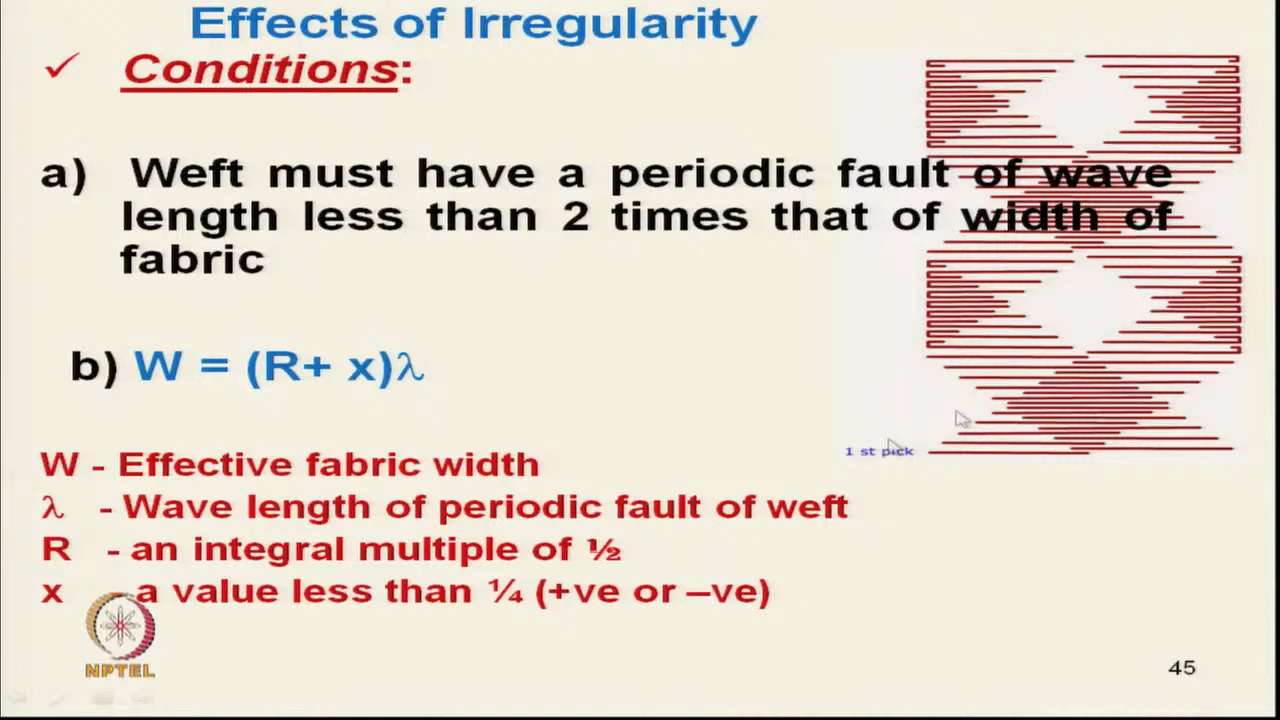 Effects of Irregularity
✓ Conditions:
a) Weft must have a periodic fault of wave
length less than 2 times that of width of
fabric
b) W = (R+ x)λ
W - Effective fabric width
λ - Wave length of periodic fault of weft
R - an integral multiple of ½
x a value less than ¼ (+ve or –ve)
1 st pick
NPTEL
45